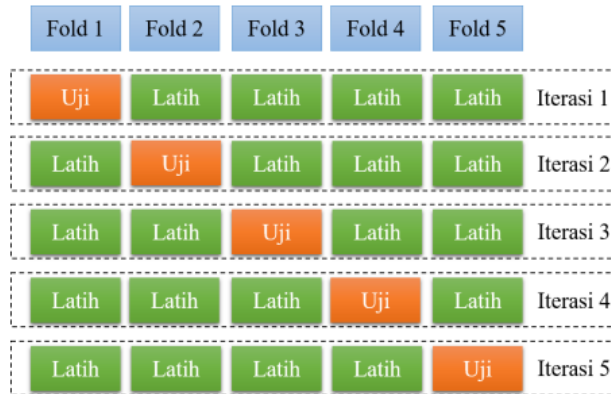 Fold 1 Fold 2 Fold 3 Fold 4 Fold 5
Uji Latih Latih Latih Latih Iterasi 1
Latih Uji Latih Latih Latih Iterasi 2
Latih Latih Uji Latih Latih Iterasi 3
Latih Latih Latih Uji Latih Iterasi 4
Latih Latih Latih Latih Uji Iterasi 5